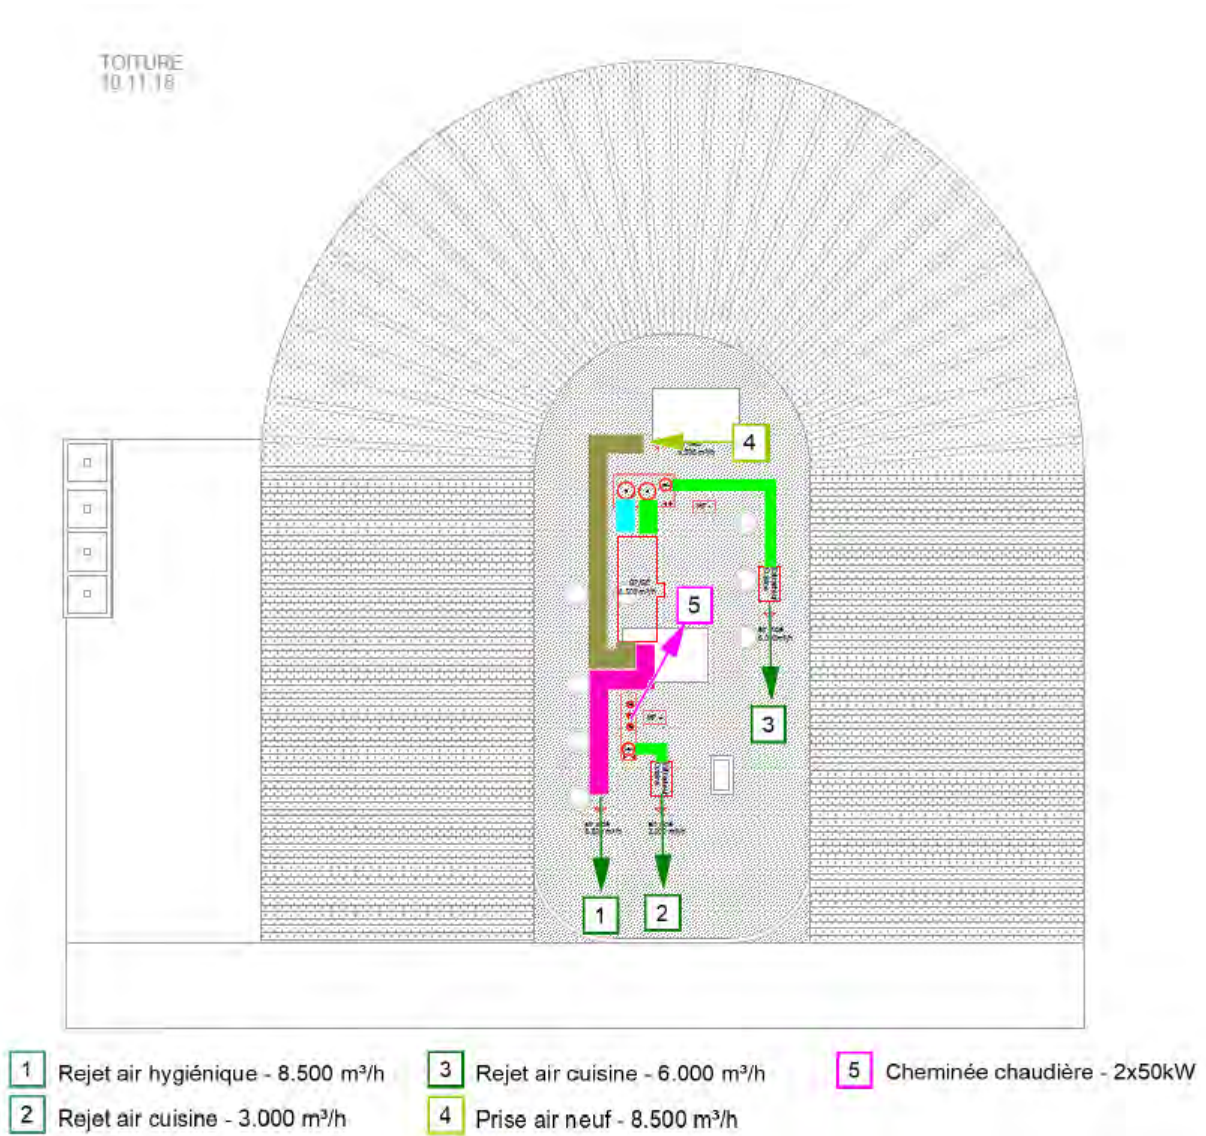 TOITURE
10.11.18
4
5
3
1
2
1 Rejet air hygiénique - 8.500 m³/h
2 Rejet air cuisine - 3.000 m³/h
3 Rejet air cuisine - 6.000 m³/h
4 Prise air neuf - 8.500 m³/h
5 Cheminée chaudière - 2x50kW